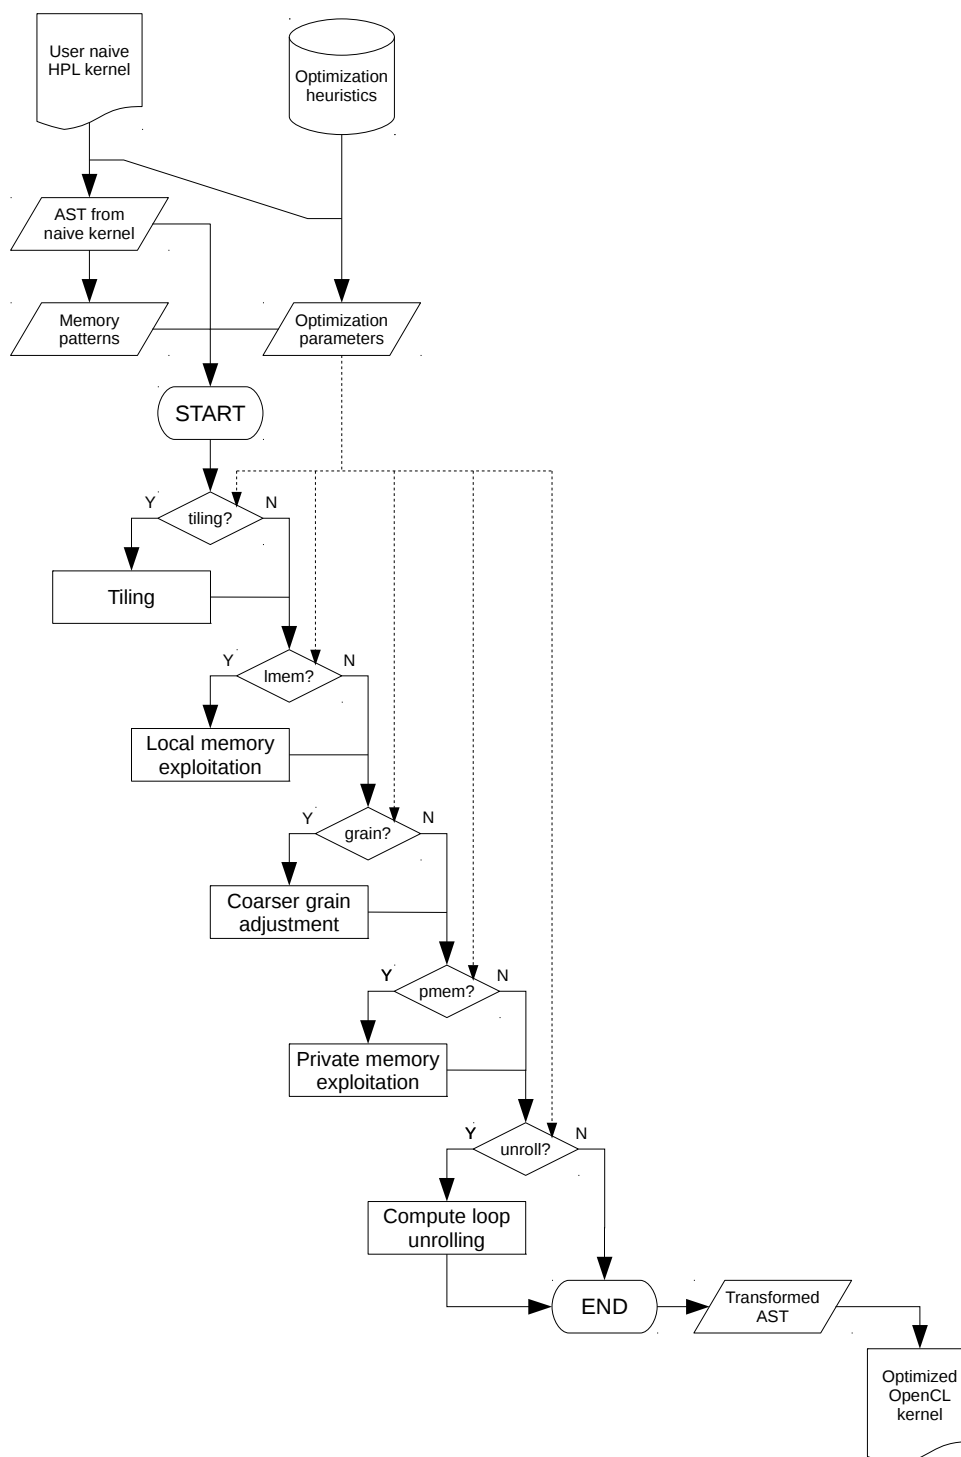 User naive
HPL kernel
Optimization
heuristics
AST from
naive kernel
Memory
patterns
Optimization
parameters
START
Y
N
tiling?
Tiling
Y
N
lmem?
Local memory
exploitation
Y
N
grain?
Coarser grain
adjustment
Y
N
pmem?
Private memory
exploitation
Y
N
unroll?
Compute loop
unrolling
END
Transformed
AST
Optimized
OpenCL
kernel